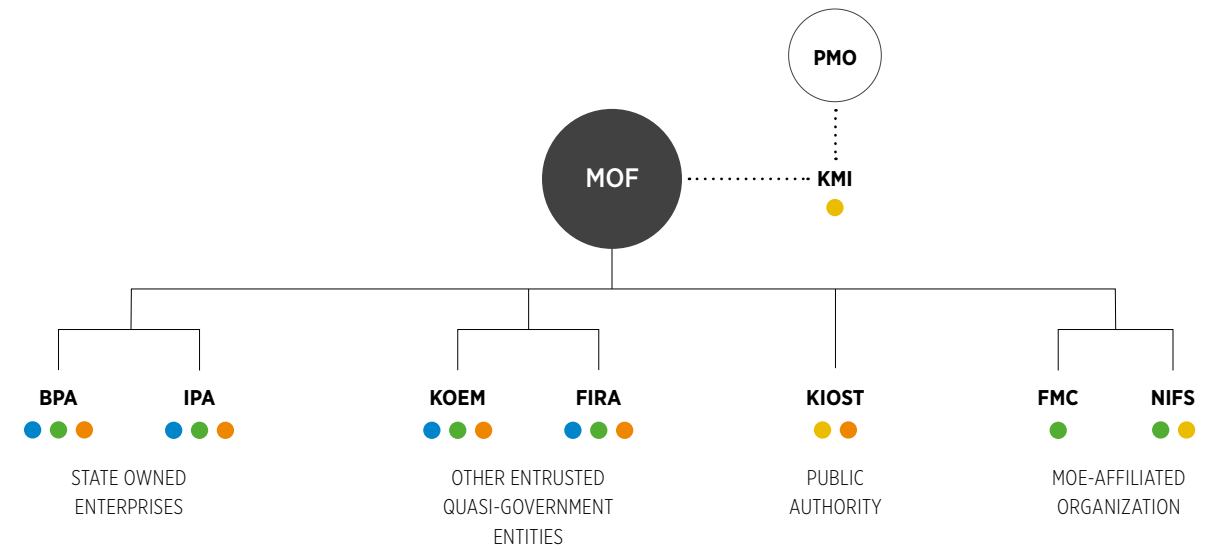 PMO
MOF
KMI
BPA
IPA
KOEM
FIRA
KIOST
FMC
NIFS
STATE OWNED
ENTERPRISES
OTHER ENTRUSTED
QUASI-GOVERNMENT
ENTITIES
PUBLIC
AUTHORITY
MOE-AFFILIATED
ORGANIZATION